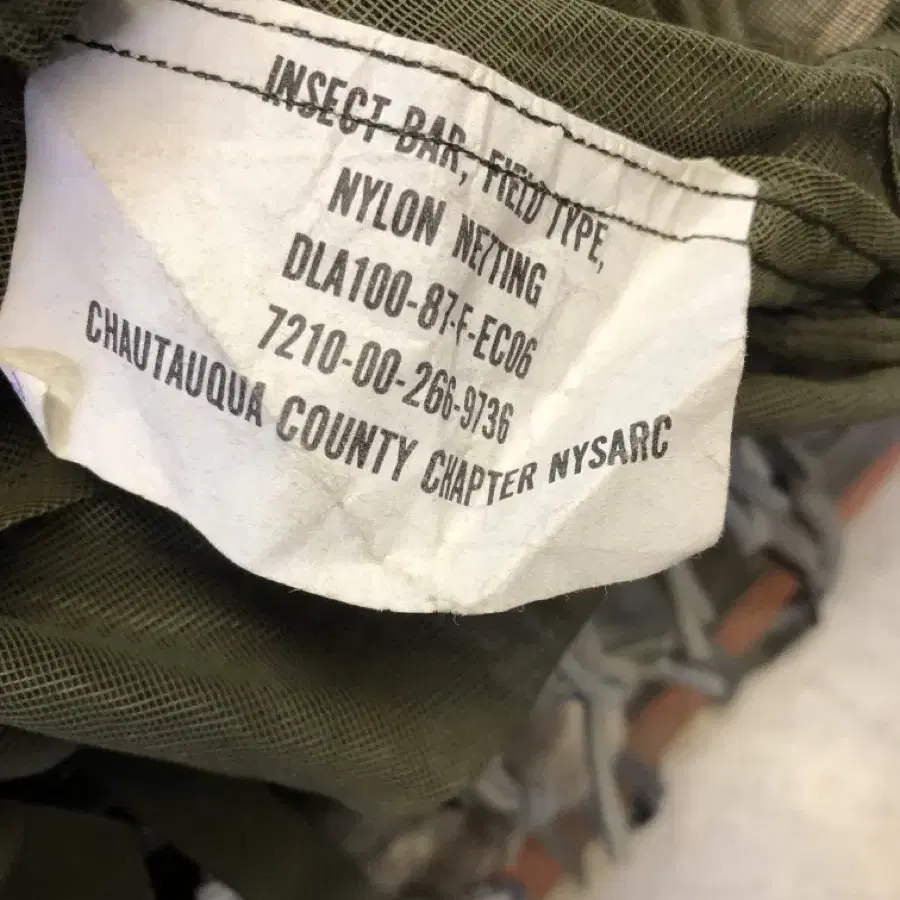 INSECT BAR, FIELD TYPE,
NYLON NETTING
DLA100-87-F-EC06
7210-00-266-9736
CHAUTAUQUA COUNTY CHAPTER NYSARC